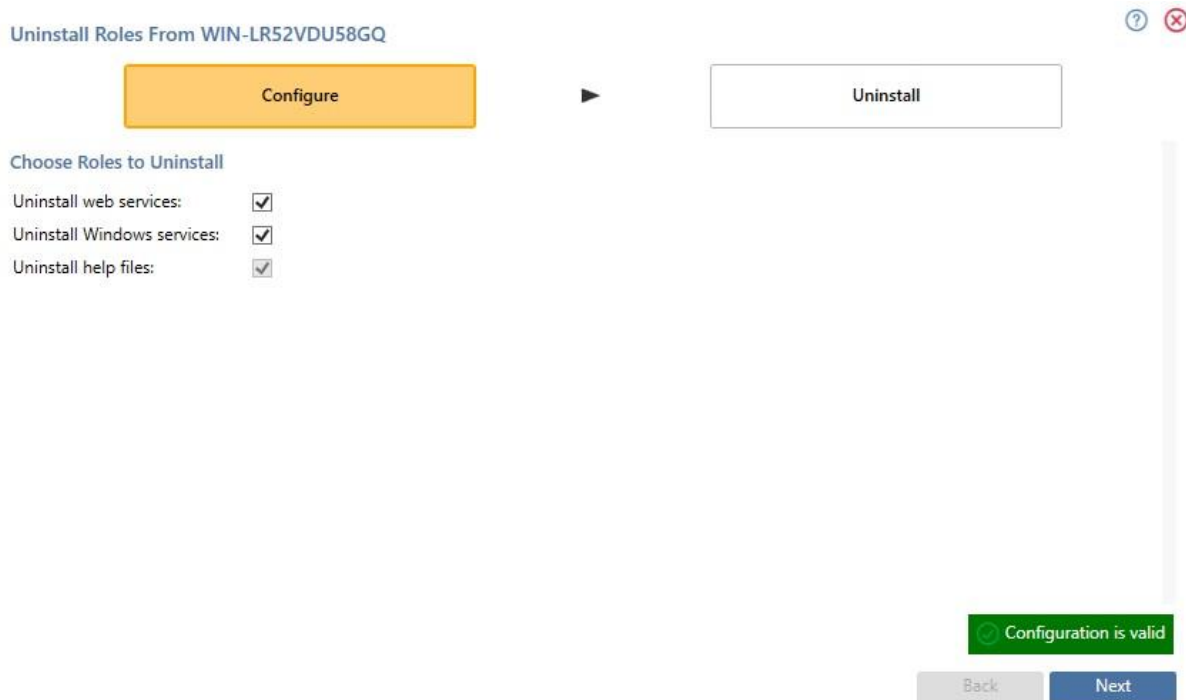 Uninstall Roles From WIN-LR52VDU58GQ
Configure
Uninstall
Choose Roles to Uninstall
Uninstall web services:
Uninstall Windows services:
Uninstall help files:
Configuration is valid
Back
Next